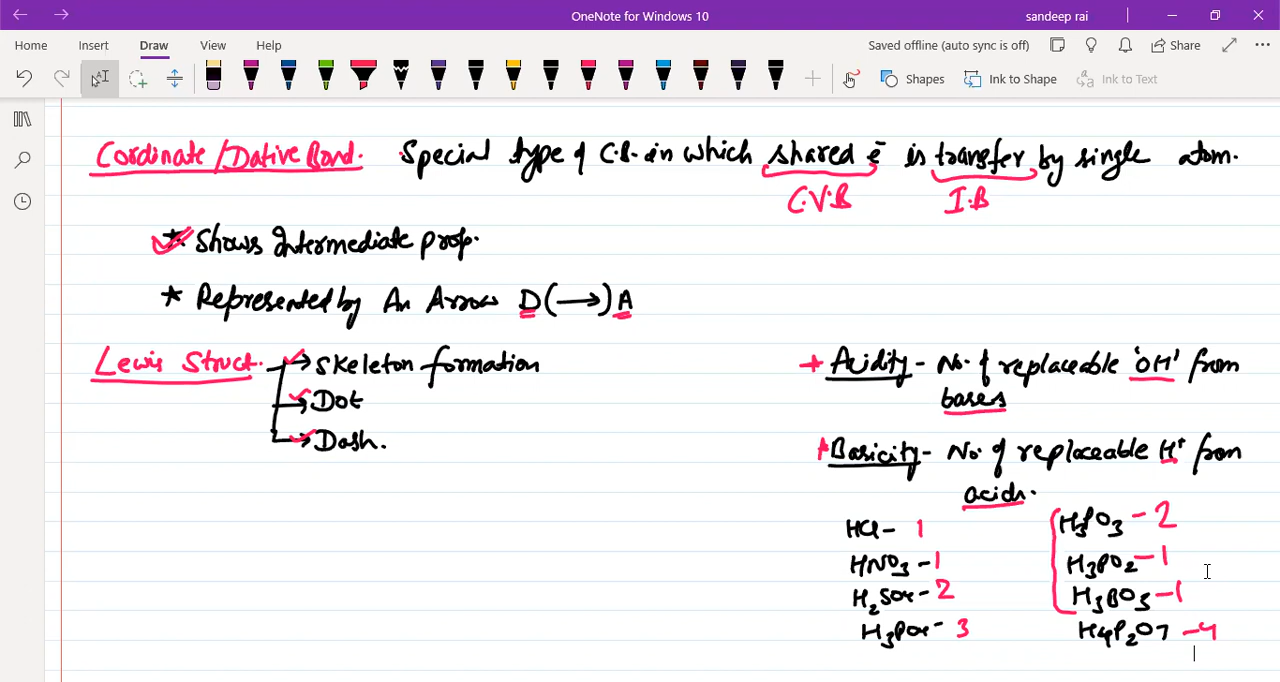 OneNote for Windows 10
sandeep rai
Home Insert Draw View Help
Saved offline (auto sync is off)
Share
Shapes
Ink to Shape
Ink to Text
Cordinate/Dative Bond. Special type of C.B. in which shared e⁻ is transfer by single atom.
C.V.B I.B
* Shows Intermediate prop.
* Represented by An Arrow D(→)A
Lewis Struct. → Skeleton formation
→ Dot
→ Dash.
+ Acidity - No. of replaceable 'OH' from
bases
+ Basicity - No. of replaceable H⁺ from
acids.
HCl - 1
HNO3 - 1
H2SO4 - 2
H3PO4 - 3
H3PO3 - 2
H3PO2 - 1
H3BO3 - 1
H4P2O7 - 4